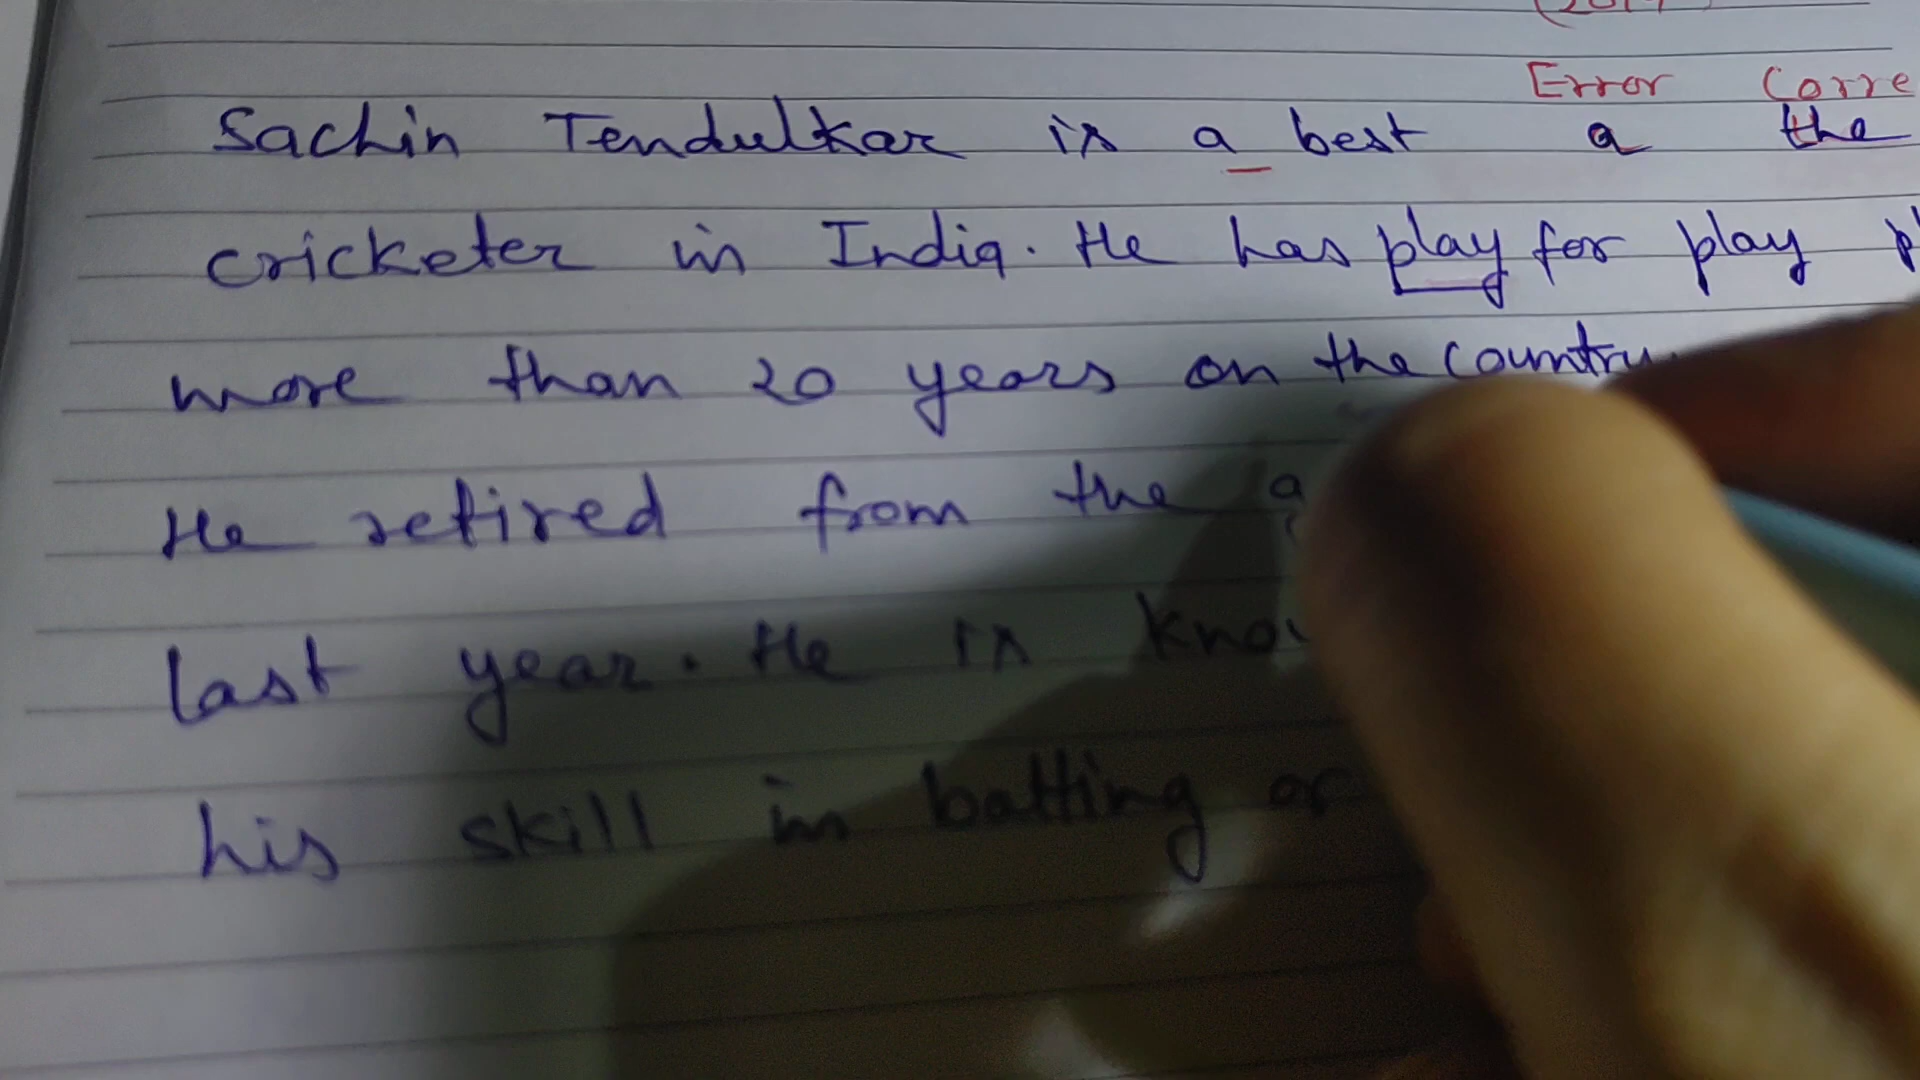 Error
Sachin Tendulkar is a best a the
cricketer in India. He has play for play
more than 20 years on the country
He retired from the
last year. He is
his skill in batting